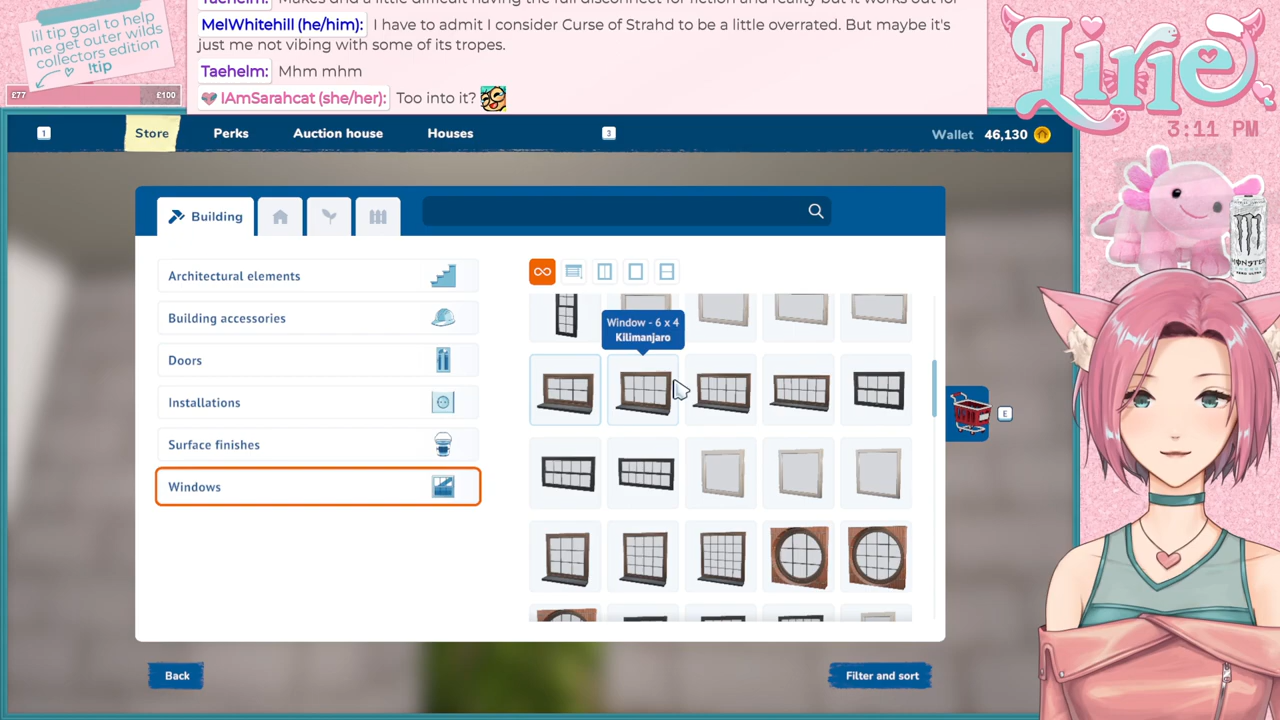 lil tip goal to help
me get outer wilds
collectors edition
!tip
£77
£100
MelWhitehill (he/him): I have to admit I consider Curse of Strahd to be a little overrated. But maybe it's
just me not vibing with some of its tropes.
Taehelm: Mhm mhm
IAmSarahcat (she/her): Too into it?
Lirie
3:11 PM
MONSTER
1
Store
Perks
Auction house
Houses
3
Wallet 46,130
Building
Architectural elements
Building accessories
Doors
Installations
Surface finishes
Windows
Window - 6 x 4
Kilimanjaro
E
Back
Filter and sort